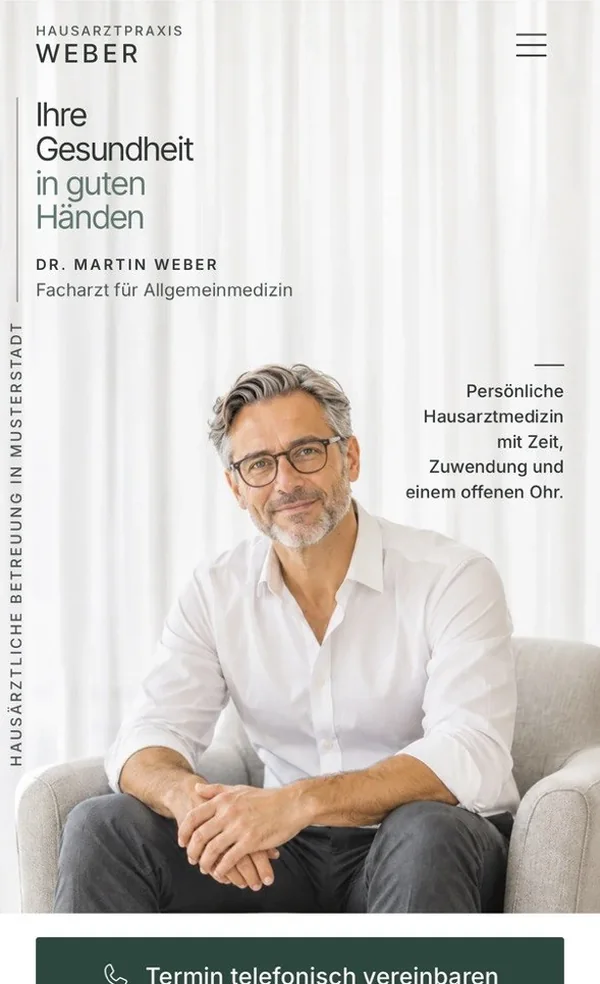 HAUSARZTPRAXIS
WEBER
Ihre
Gesundheit
in guten
Händen
DR. MARTIN WEBER
Facharzt für Allgemeinmedizin
HAUSÄRZTLICHE BETREUUNG IN MUSTERSTADT
Persönliche
Hausarztmedizin
mit Zeit,
Zuwendung und
einem offenen Ohr.
Termin telefonisch vereinbaren